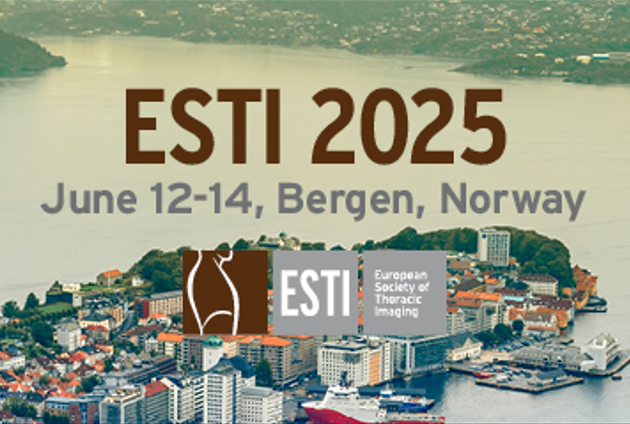 ESTI 2025
June 12-14, Bergen, Norway
ESTI
European
Society of
Thoracic
Imaging